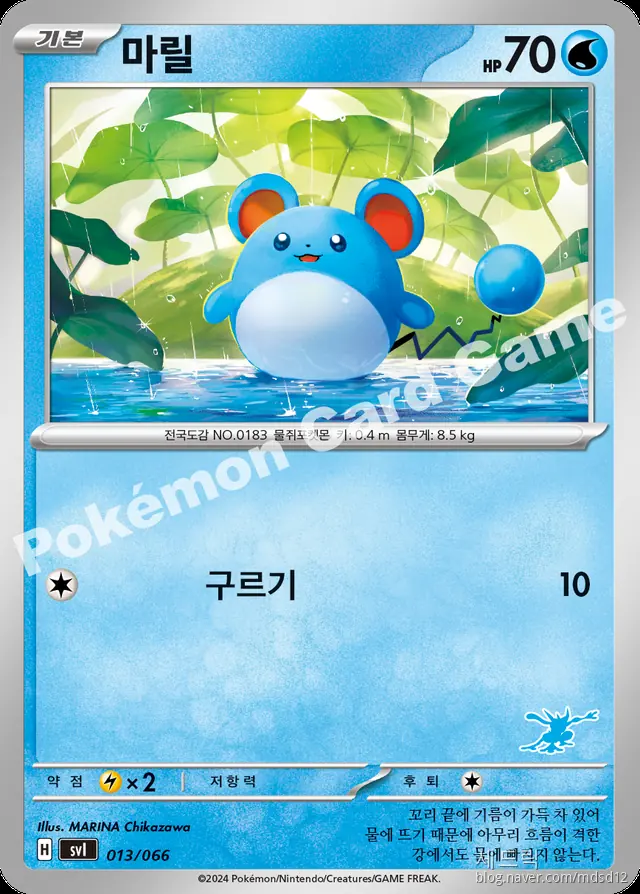 기본
마릴
HP 70
전국도감 NO.0183 물쥐포켓몬 키: 0.4 m 몸무게: 8.5 kg
Pokémon Card Game
구르기 10
약점 ×2 저항력 후퇴
Illus. MARINA Chikazawa
꼬리 끝에 기름이 가득 차 있어
물에 뜨기 때문에 아무리 흐름이 격한
강에서도 물에 빠지지 않는다.
H svI 013/066
©2024 Pokémon/Nintendo/Creatures/GAME FREAK.
blog.naver.com/mdsd12